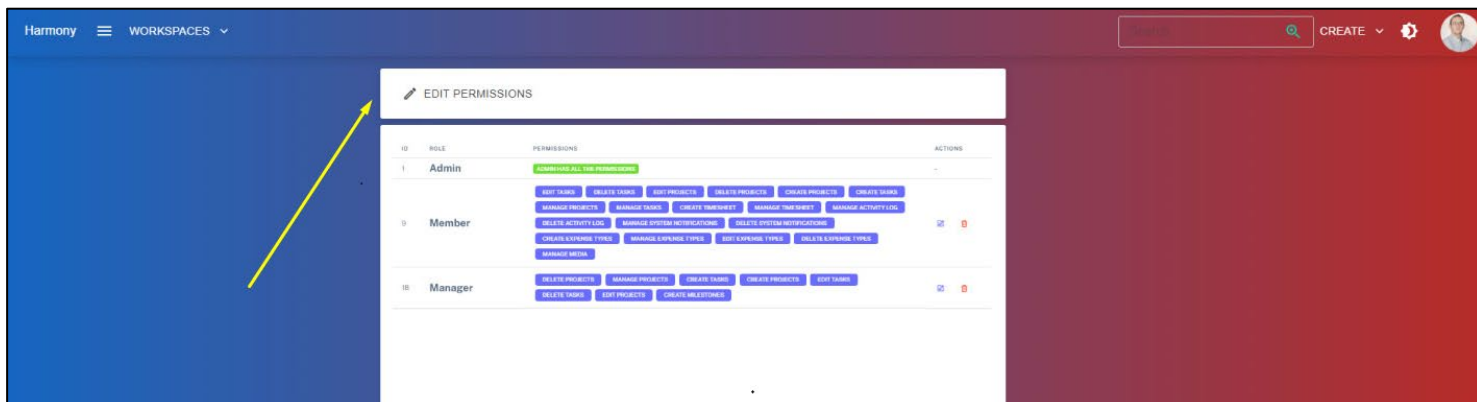 Harmony WORKSPACES CREATE
EDIT PERMISSIONS
ID ROLE PERMISSIONS ACTIONS
1 Admin ADMIN HAS ALL THE PERMISSIONS -
EDIT TASKS DELETE TASKS EDIT PROJECTS DELETE PROJECTS CREATE PROJECTS CREATE TASKS
MANAGE PROJECTS MANAGE TASKS CREATE TIMESHEET MANAGE TIMESHEET MANAGE ACTIVITY LOG
9 Member DELETE ACTIVITY LOG MANAGE SYSTEM NOTIFICATIONS DELETE SYSTEM NOTIFICATIONS
CREATE EXPENSE TYPES MANAGE EXPENSE TYPES EDIT EXPENSE TYPES DELETE EXPENSE TYPES
MANAGE MEDIA
DELETE PROJECTS MANAGE PROJECTS CREATE TASKS CREATE PROJECTS EDIT TASKS
18 Manager
DELETE TASKS EDIT PROJECTS CREATE MILESTONES